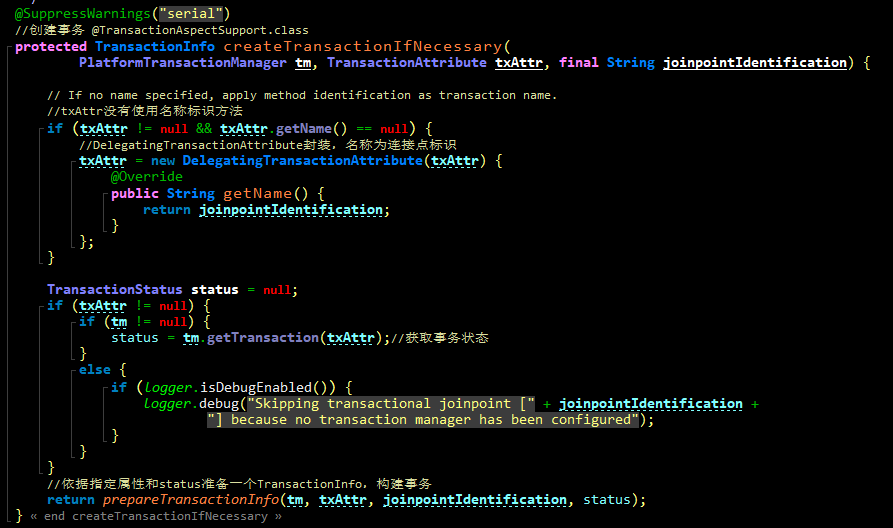 @SuppressWarnings("serial")
//创建事务 @TransactionAspectSupport.class
protected TransactionInfo createTransactionIfNecessary(
PlatformTransactionManager tm, TransactionAttribute txAttr, final String joinpointIdentification) {
// If no name specified, apply method identification as transaction name.
//txAttr没有使用名称标识方法
if (txAttr != null && txAttr.getName() == null) {
//DelegatingTransactionAttribute封装，名称为连接点标识
txAttr = new DelegatingTransactionAttribute(txAttr) {
@Override
public String getName() {
return joinpointIdentification;
}
};
}
TransactionStatus status = null;
if (txAttr != null) {
if (tm != null) {
status = tm.getTransaction(txAttr);//获取事务状态
}
else {
if (logger.isDebugEnabled()) {
logger.debug("Skipping transactional joinpoint [" + joinpointIdentification +
"] because no transaction manager has been configured");
}
}
}
//依据指定属性和status准备一个TransactionInfo，构建事务
return prepareTransactionInfo(tm, txAttr, joinpointIdentification, status);
} « end createTransactionIfNecessary »